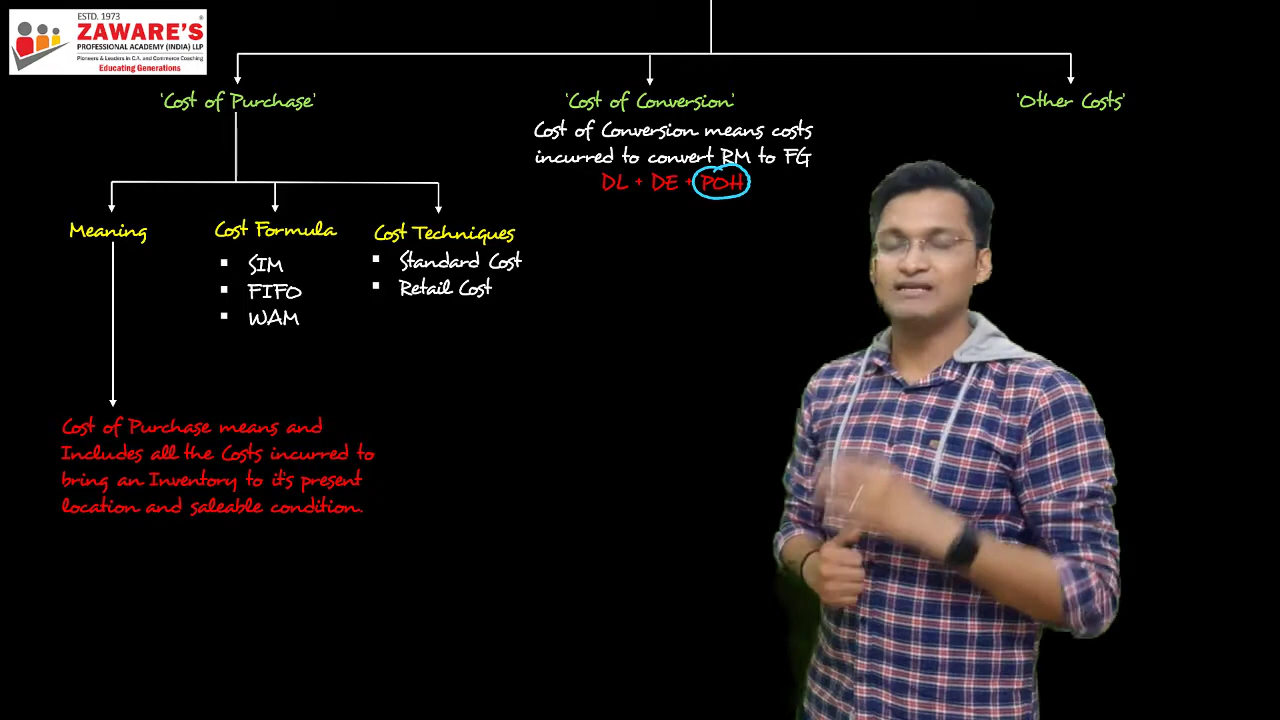 ESTD. 1973
ZAWARE'S
PROFESSIONAL ACADEMY (INDIA) LLP
Pioneers & Leaders in C.A. and Commerce Coaching
Educating Generations
'Cost of Purchase'
'Cost of Conversion'
'Other Costs'
Cost of Conversion means costs
incurred to convert RM to FG
DL + DE + POH
Meaning
Cost Formula
Cost Techniques
▪ SIM
▪ FIFO
▪ WAM
▪ Standard Cost
▪ Retail Cost
Cost of Purchase means and
Includes all the Costs incurred to
bring an Inventory to it's present
location and saleable condition.